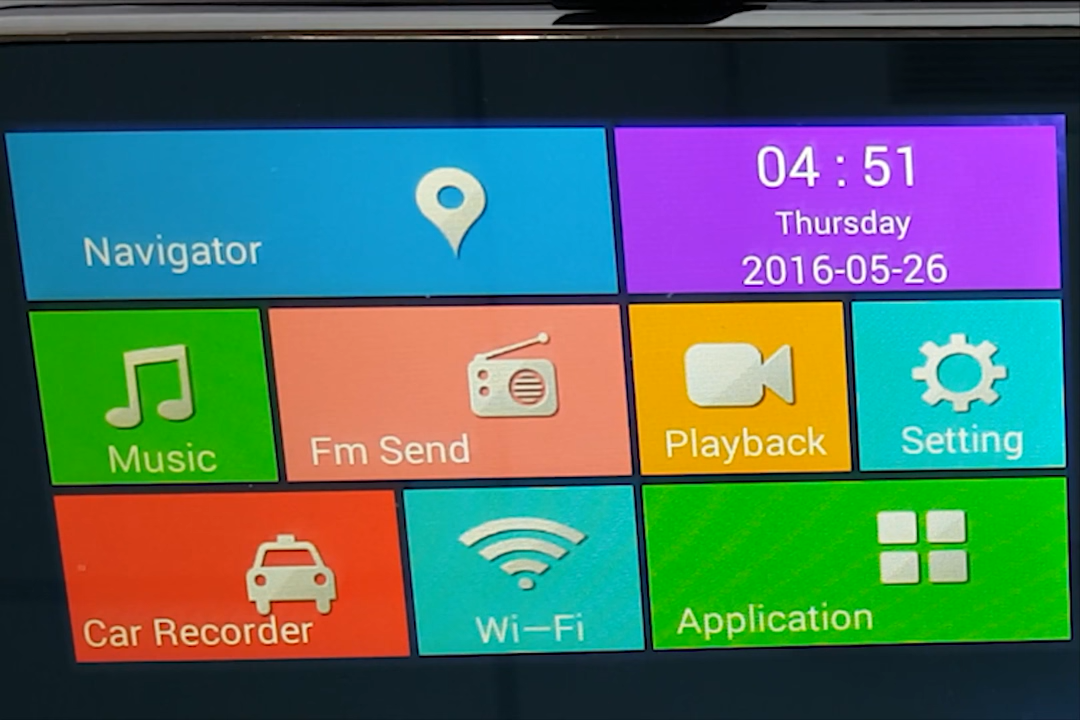 Navigator
04 : 51
Thursday
2016-05-26
Music
Fm Send
Playback
Setting
Car Recorder
Wi-Fi
Application